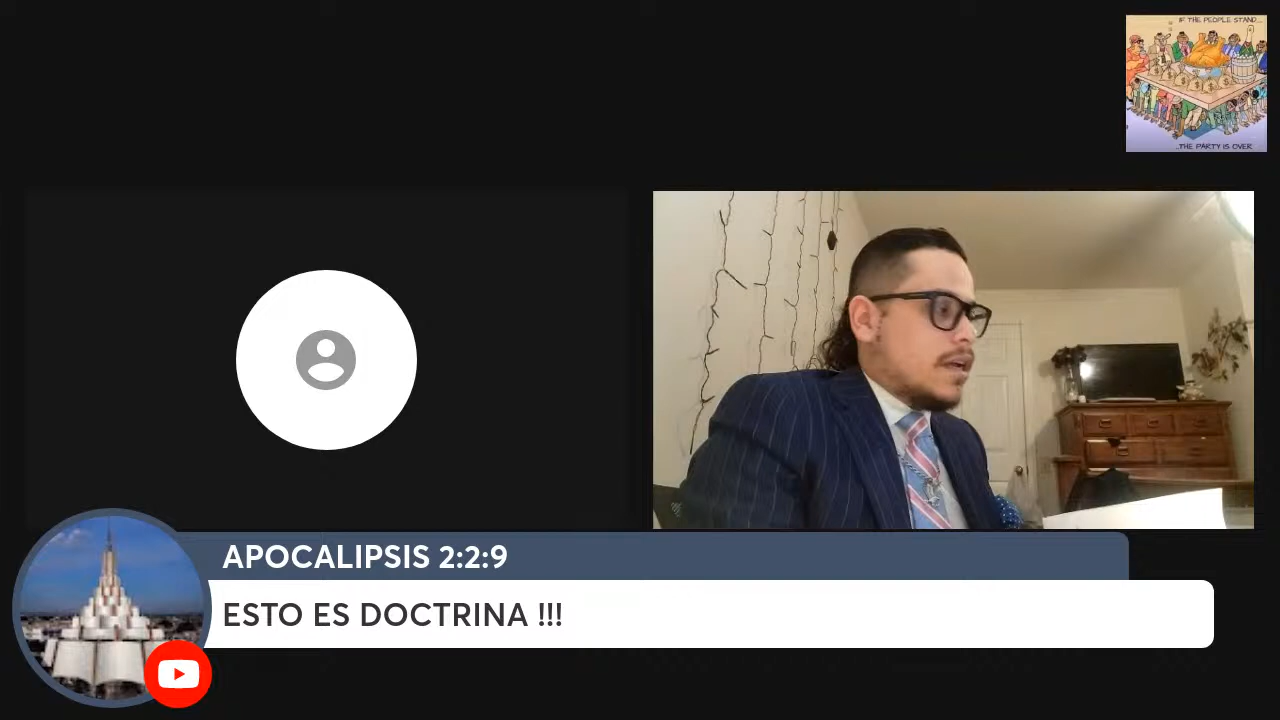 IF THE PEOPLE STAND...
...THE PARTY IS OVER
APOCALIPSIS 2:2:9
ESTO ES DOCTRINA !!!